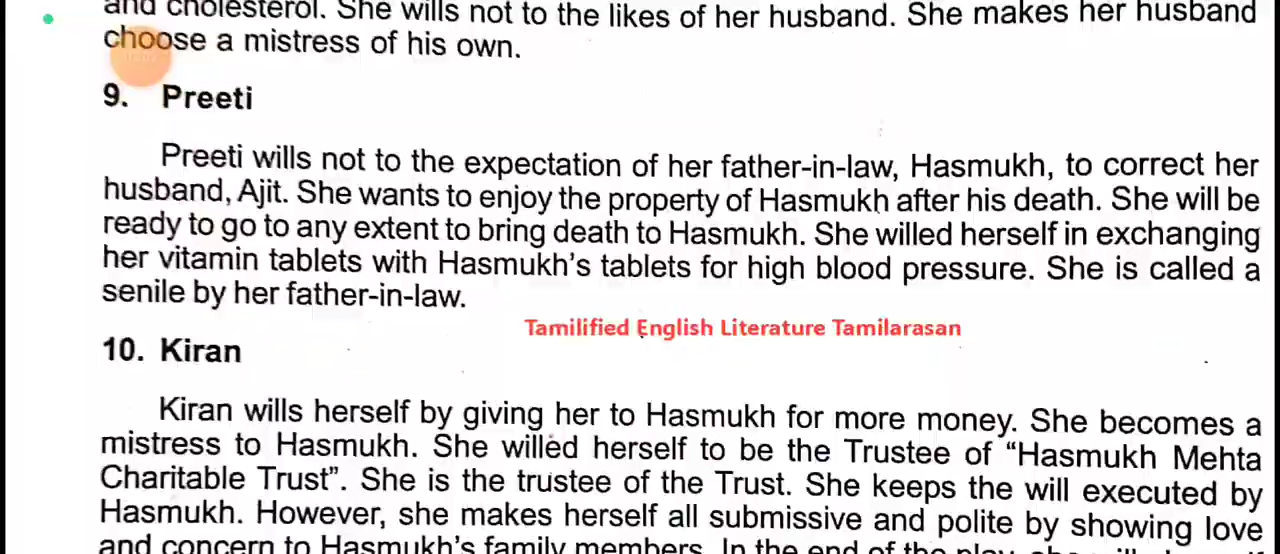 and cholesterol. She wills not to the likes of her husband. She makes her husband
choose a mistress of his own.
9. Preeti
Preeti wills not to the expectation of her father-in-law, Hasmukh, to correct her
husband, Ajit. She wants to enjoy the property of Hasmukh after his death. She will be
ready to go to any extent to bring death to Hasmukh. She willed herself in exchanging
her vitamin tablets with Hasmukh's tablets for high blood pressure. She is called a
senile by her father-in-law.
Tamilified English Literature Tamilarasan
10. Kiran
Kiran wills herself by giving her to Hasmukh for more money. She becomes a
mistress to Hasmukh. She willed herself to be the Trustee of “Hasmukh Mehta
Charitable Trust”. She is the trustee of the Trust. She keeps the will executed by
Hasmukh. However, she makes herself all submissive and polite by showing love
and concern to Hasmukh's family members. In the end of the play, she